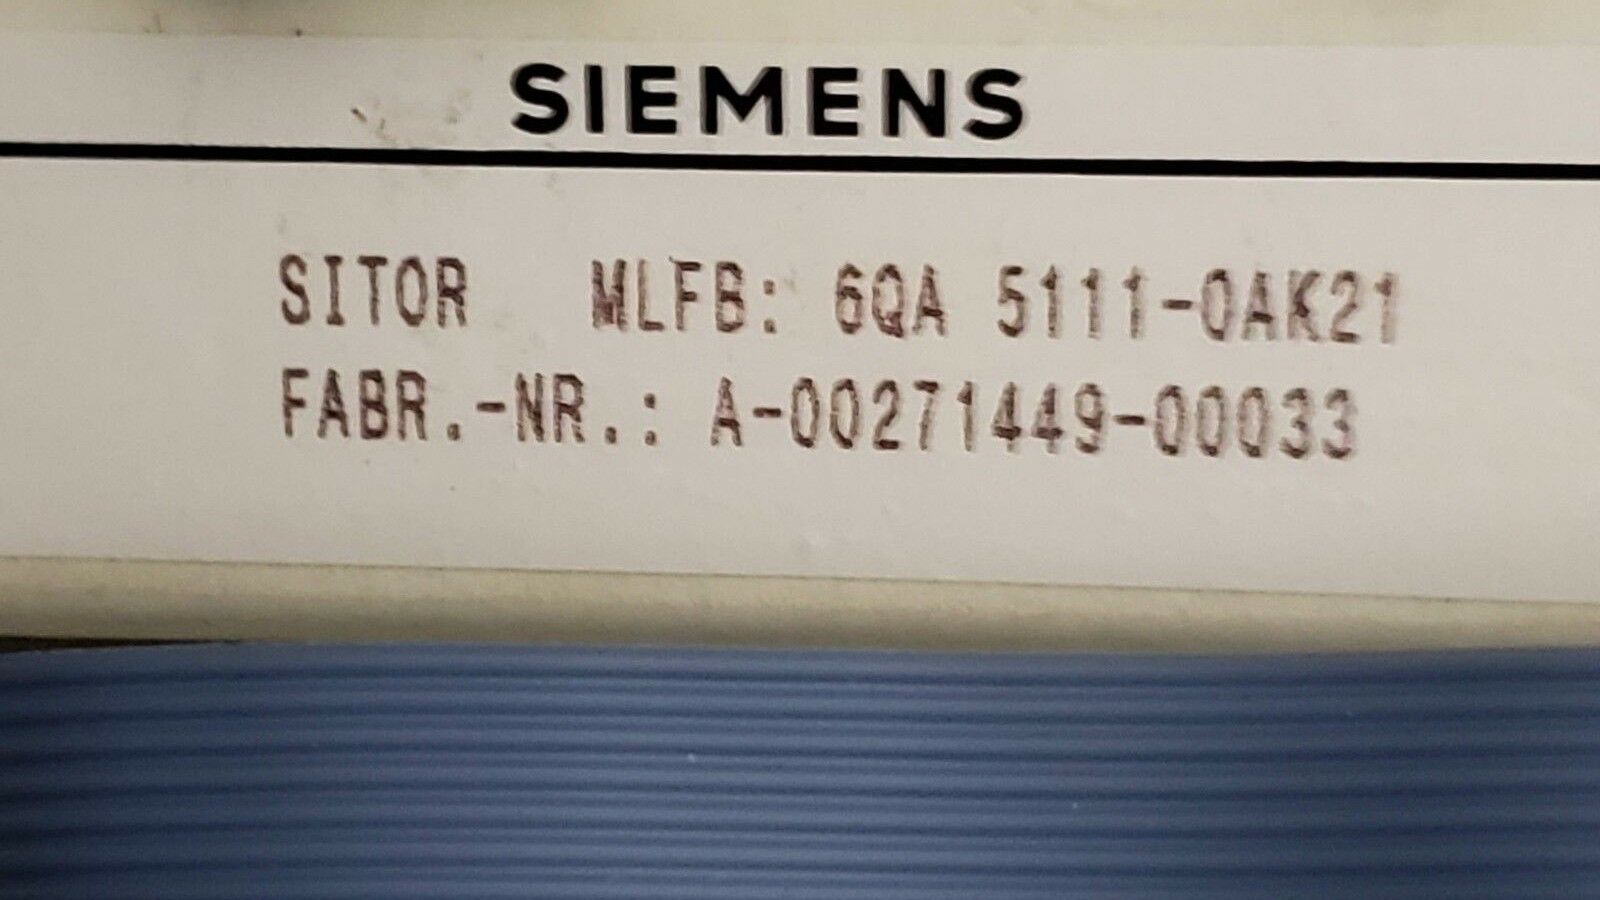 SIEMENS
SITOR MLFB: 6QA 5111-0AK21
FABR.-NR.: A-00271449-00033